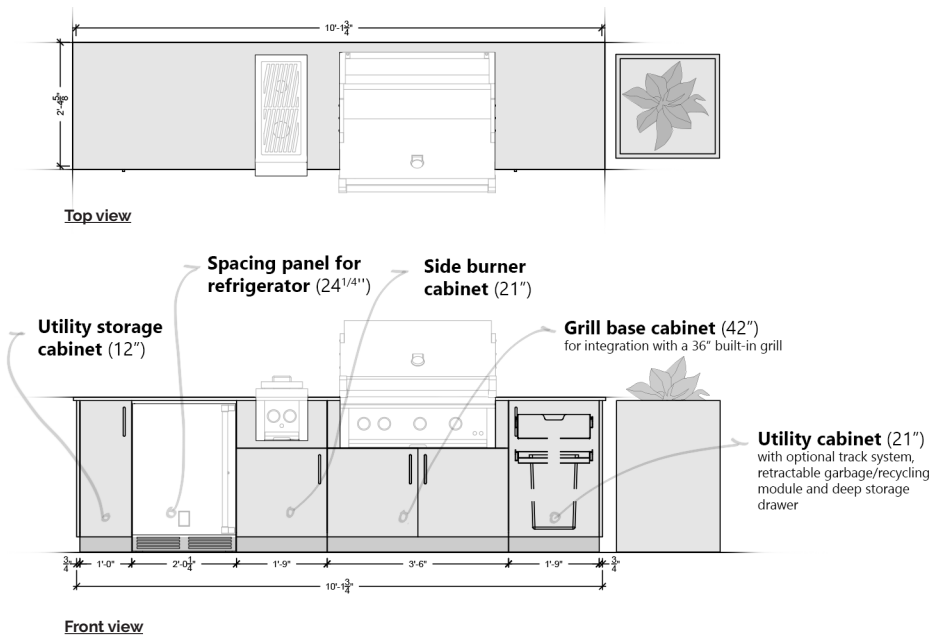 10'-1 3/4"
2'-4 5/8"
Top view
Spacing panel for
refrigerator (24 1/4'')
Side burner
cabinet (21”)
Utility storage
cabinet (12”)
Grill base cabinet (42”)
for integration with a 36” built-in grill
Utility cabinet (21”)
with optional track system,
retractable garbage/recycling
module and deep storage
drawer
3/4" 1'-0" 2'-0 1/4" 1'-9" 3'-6" 1'-9" 3/4"
10'-1 3/4"
Front view